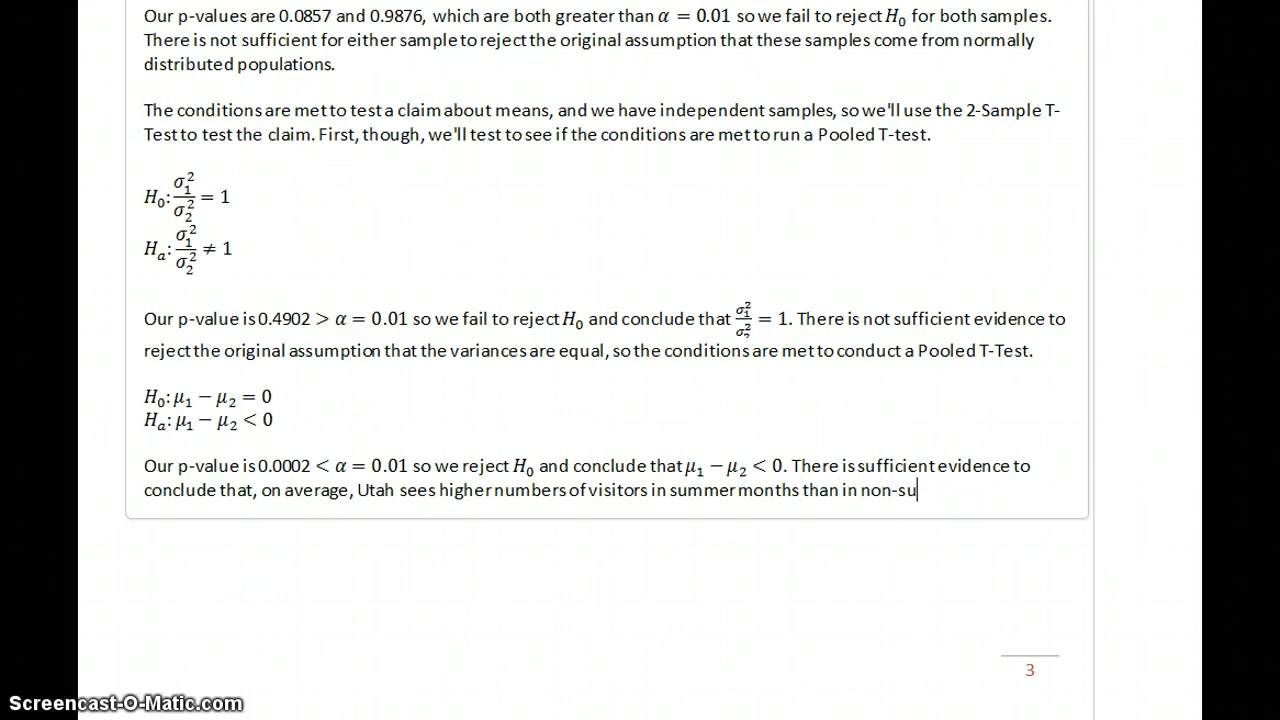 Our p-values are 0.0857 and 0.9876, which are both greater than α = 0.01 so we fail to reject H₀ for both samples.
There is not sufficient for either sample to reject the original assumption that these samples come from normally
distributed populations.
The conditions are met to test a claim about means, and we have independent samples, so we'll use the 2-Sample T-
Test to test the claim. First, though, we'll test to see if the conditions are met to run a Pooled T-test.
H₀: σ₁²/σ₂² = 1
Hₐ: σ₁²/σ₂² ≠ 1
Our p-value is 0.4902 > α = 0.01 so we fail to reject H₀ and conclude that σ₁²/σ₂² = 1. There is not sufficient evidence to
reject the original assumption that the variances are equal, so the conditions are met to conduct a Pooled T-Test.
H₀: μ₁ − μ₂ = 0
Hₐ: μ₁ − μ₂ < 0
Our p-value is 0.0002 < α = 0.01 so we reject H₀ and conclude that μ₁ − μ₂ < 0. There is sufficient evidence to
conclude that, on average, Utah sees higher numbers of visitors in summer months than in non-su
3
Screencast-O-Matic.com